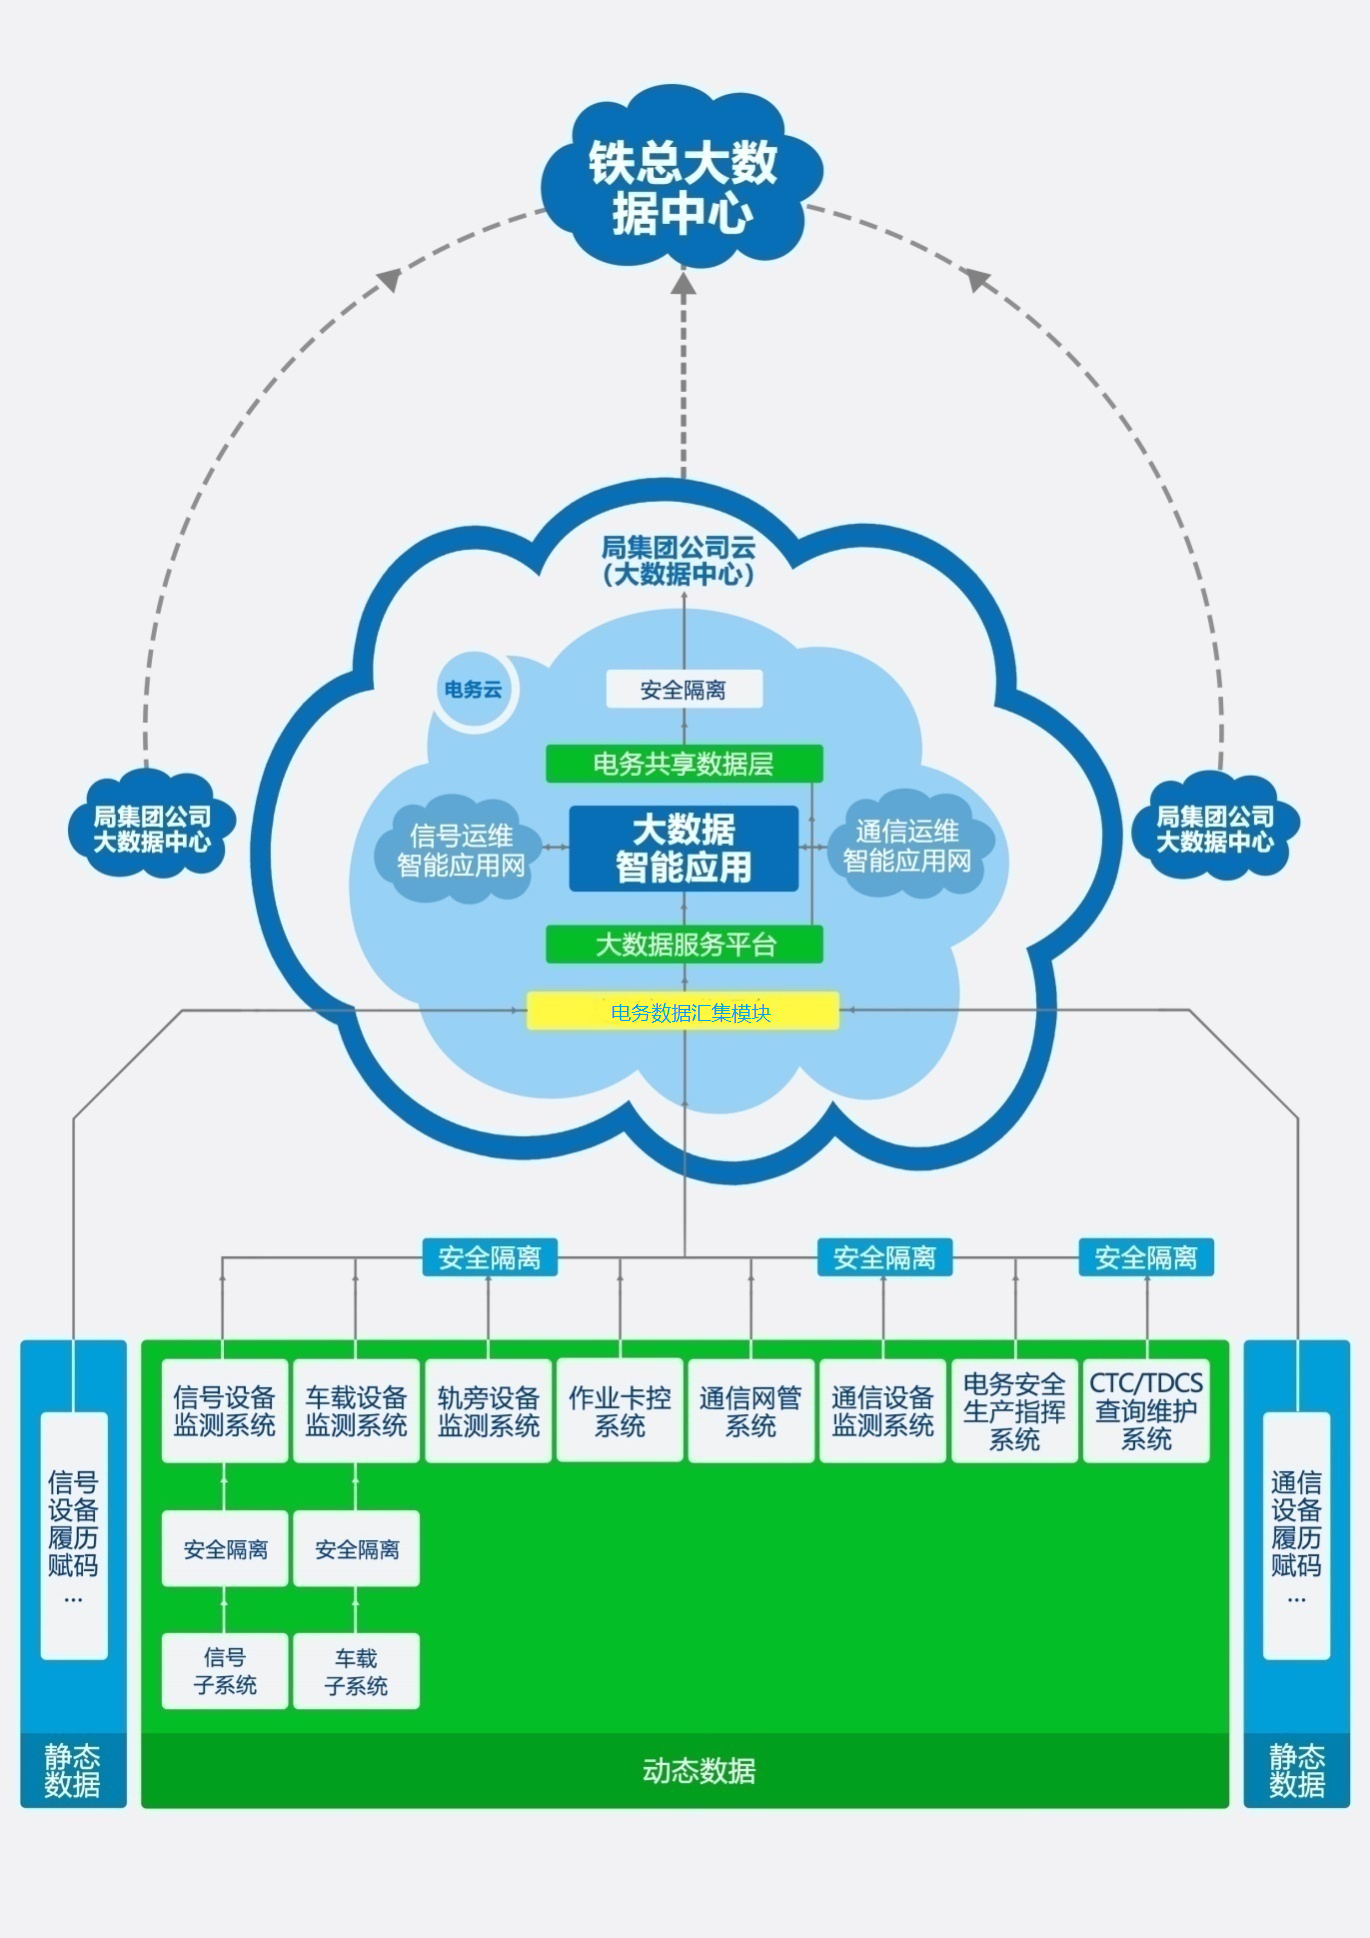 铁总大数
据中心
局集团公司云
（大数据中心）
电务云
安全隔离
电务共享数据层
局集团公司
大数据中心
信号运维
智能应用网
大数据
智能应用
通信运维
智能应用网
局集团公司
大数据中心
大数据服务平台
电务数据汇集模块
安全隔离
安全隔离
安全隔离
信号设备
监测系统
车载设备
监测系统
轨旁设备
监测系统
作业卡控
系统
通信网管
系统
通信设备
监测系统
电务安全
生产指挥
系统
CTC/TDCS
查询维护
系统
信号
设备
履历
赋码
...
安全隔离
安全隔离
通信
设备
履历
赋码
...
信号
子系统
车载
子系统
静态
数据
动态数据
静态
数据